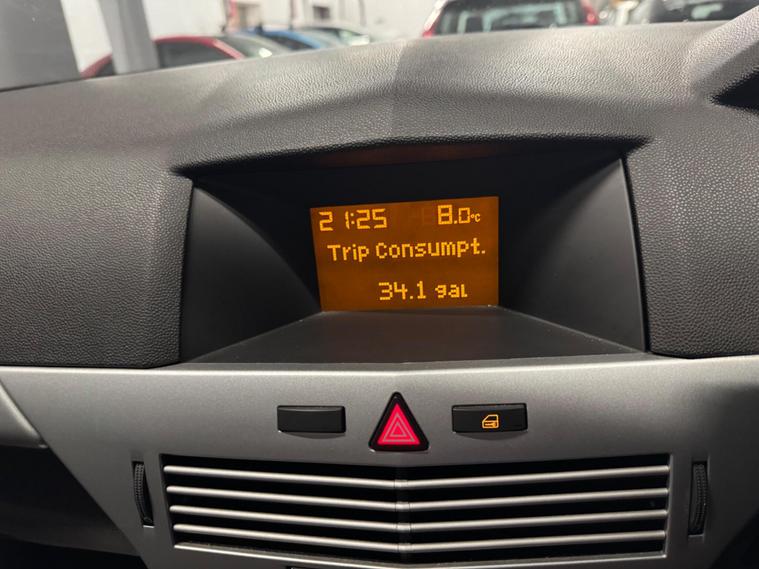 21:25 8.0°C
Trip Consumpt.
34.1 gal